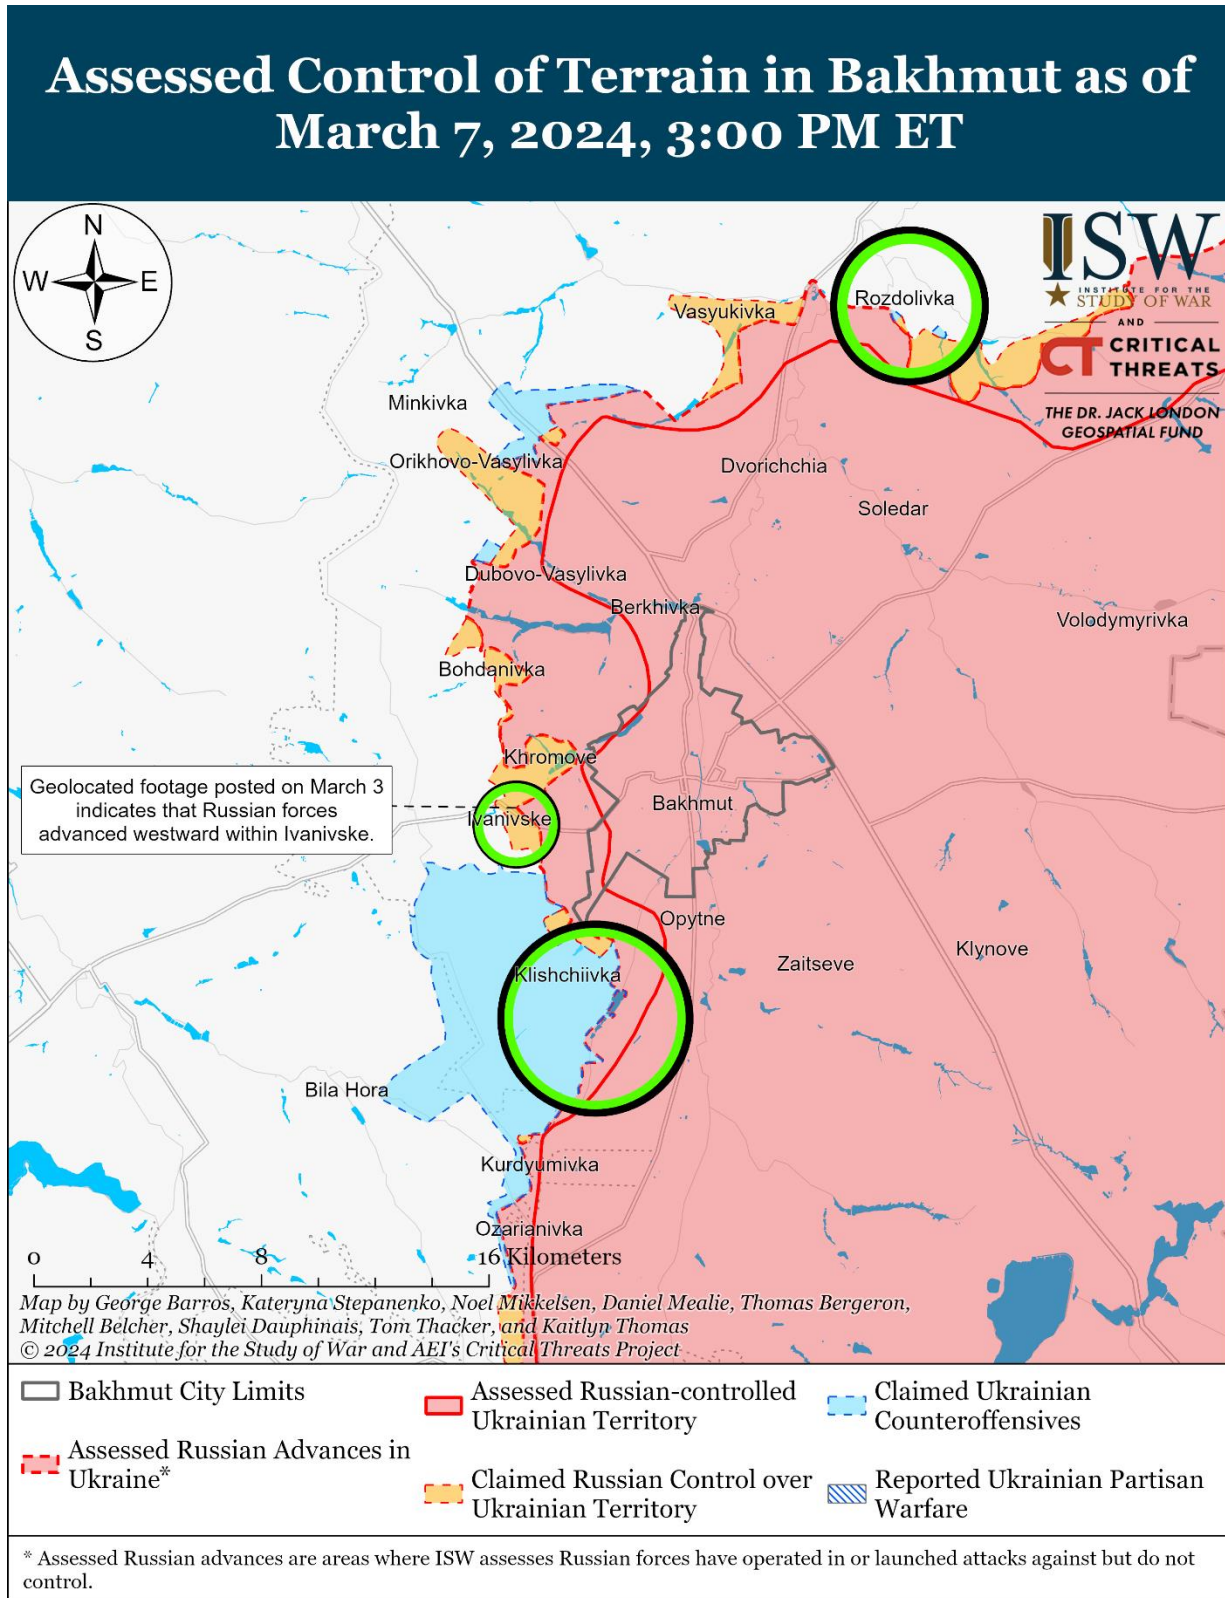 Assessed Control of Terrain in Bakhmut as of
March 7, 2024, 3:00 PM ET
N
W
E
S
ISW
INSTITUTE FOR THE
STUDY OF WAR
AND
CT CRITICAL
THREATS
THE DR. JACK LONDON
GEOSPATIAL FUND
Rozdolivka
Vasyukivka
Minkivka
Orikhovo-Vasylivka
Dvorichchia
Soledar
Dubovo-Vasylivka
Berkhivka
Volodymyrivka
Bohdanivka
Khromove
Geolocated footage posted on March 3
indicates that Russian forces
advanced westward within Ivanivske.
Ivanivske
Bakhmut
Opytne
Klynove
Zaitseve
Klishchiivka
Bila Hora
Kurdyumivka
Ozarianivka
0 4 8 16 Kilometers
Map by George Barros, Kateryna Stepanenko, Noel Mikkelsen, Daniel Mealie, Thomas Bergeron,
Mitchell Belcher, Shaylei Dauphinais, Tom Thacker, and Kaitlyn Thomas
© 2024 Institute for the Study of War and AEI's Critical Threats Project
Bakhmut City Limits
Assessed Russian Advances in
Ukraine*
Assessed Russian-controlled
Ukrainian Territory
Claimed Russian Control over
Ukrainian Territory
Claimed Ukrainian
Counteroffensives
Reported Ukrainian Partisan
Warfare
* Assessed Russian advances are areas where ISW assesses Russian forces have operated in or launched attacks against but do not
control.